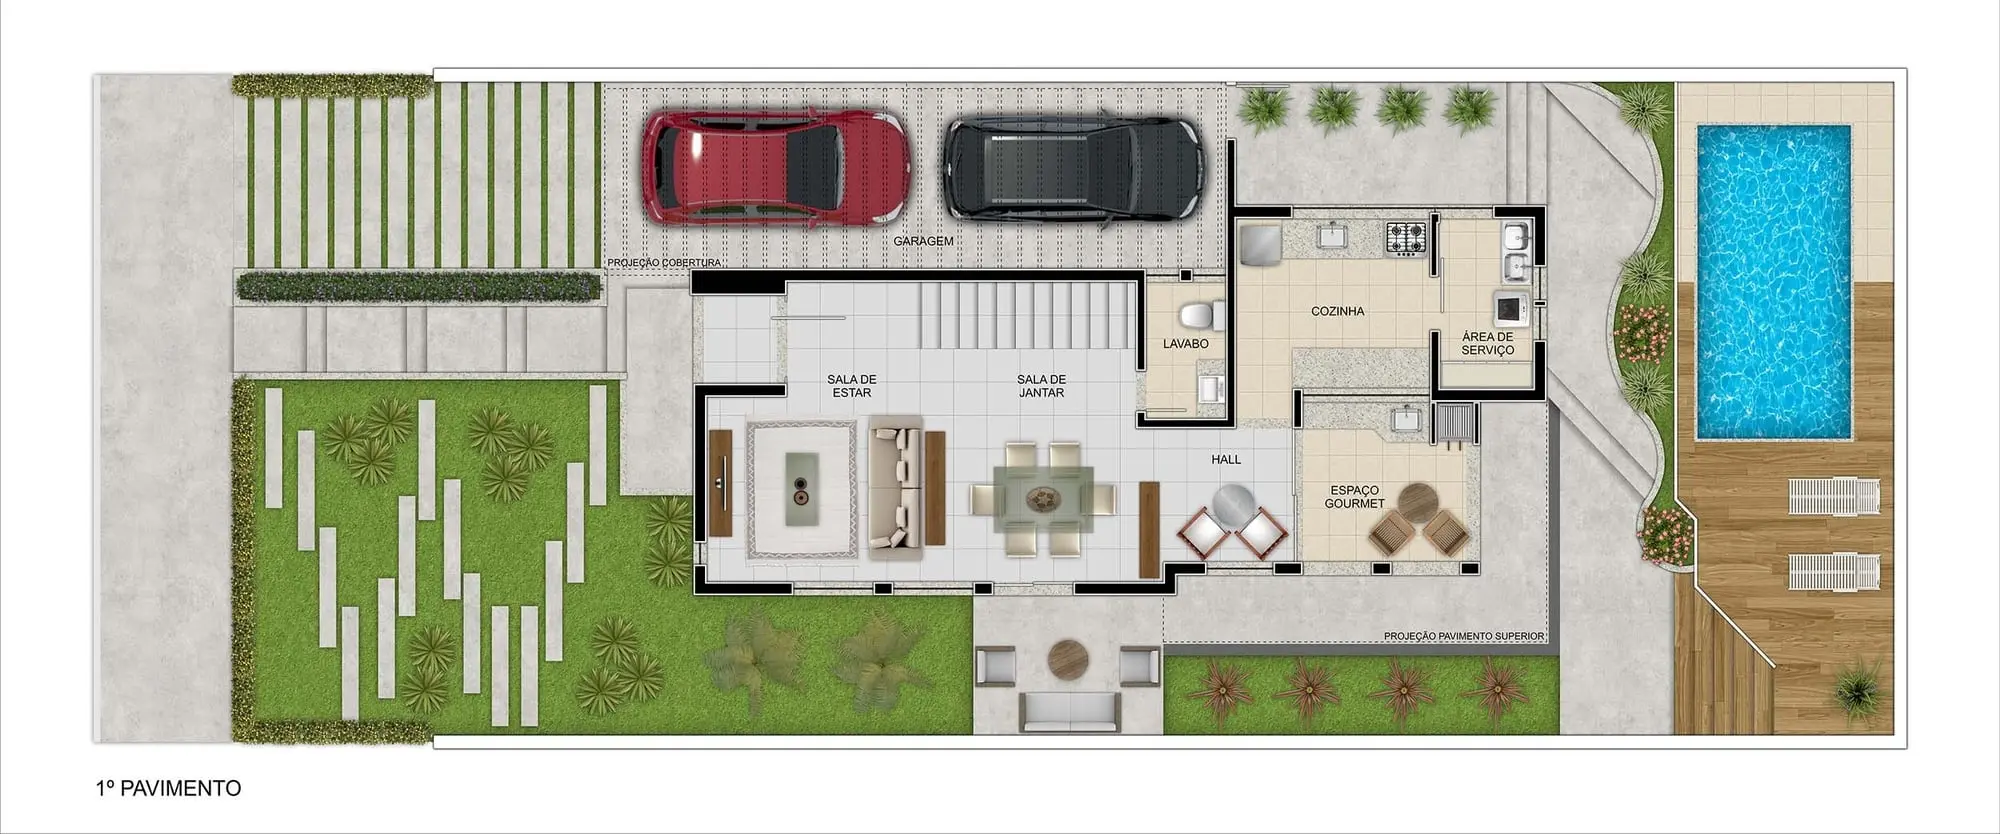 GARAGEM
PROJEÇÃO COBERTURA
COZINHA
LAVABO
ÁREA DE
SERVIÇO
SALA DE
ESTAR
SALA DE
JANTAR
HALL
ESPAÇO
GOURMET
PROJEÇÃO PAVIMENTO SUPERIOR
1º PAVIMENTO